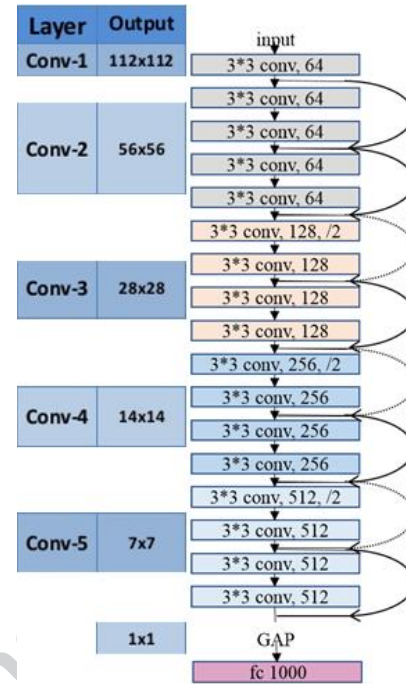 Layer Output
Conv-1 112x112
Conv-2 56x56
Conv-3 28x28
Conv-4 14x14
Conv-5 7x7
1x1
input
3*3 conv, 64
3*3 conv, 64
3*3 conv, 64
3*3 conv, 64
3*3 conv, 64
3*3 conv, 128, /2
3*3 conv, 128
3*3 conv, 128
3*3 conv, 128
3*3 conv, 256, /2
3*3 conv, 256
3*3 conv, 256
3*3 conv, 256
3*3 conv, 512, /2
3*3 conv, 512
3*3 conv, 512
3*3 conv, 512
GAP
fc 1000